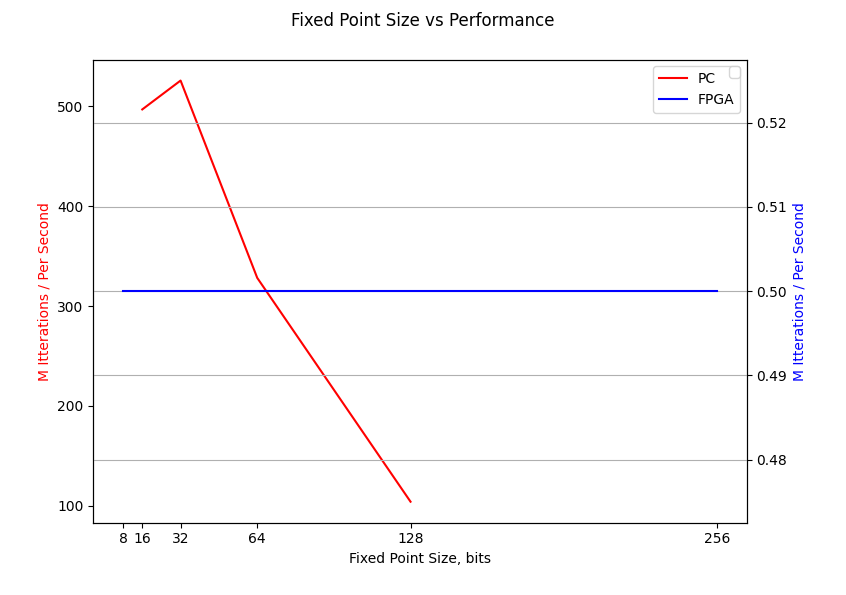 Fixed Point Size vs Performance
PC
FPGA
500
400
300
200
100
M Itterations / Per Second
0.52
0.51
0.50
0.49
0.48
M Itterations / Per Second
8 16 32 64 128 256
Fixed Point Size, bits